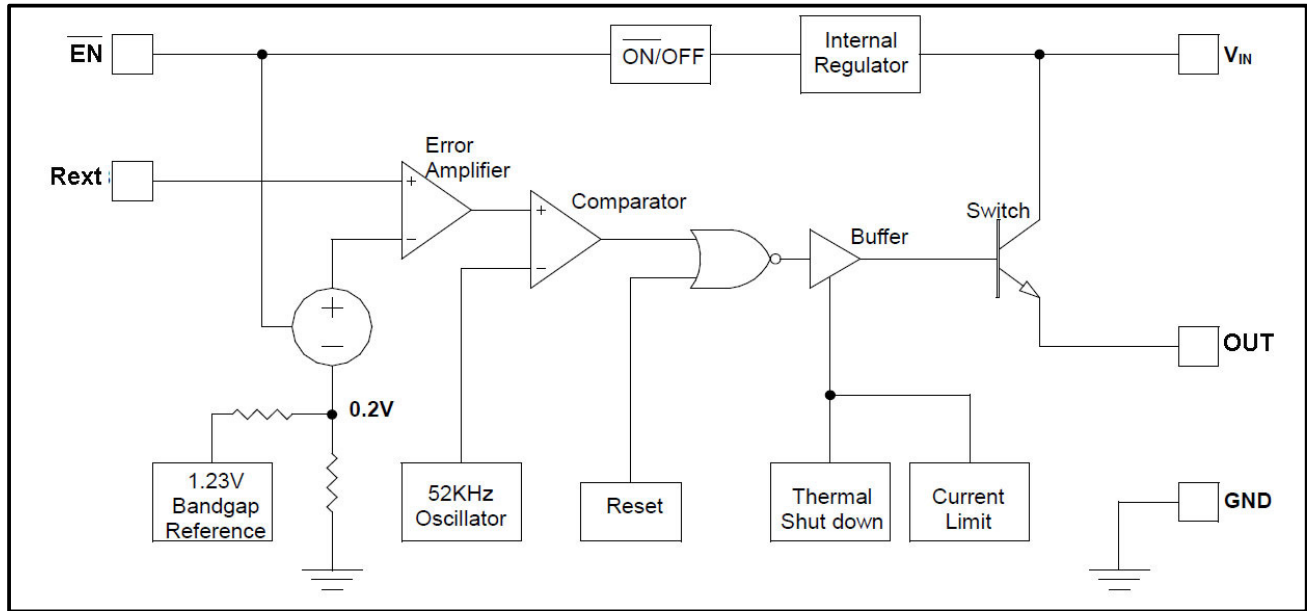 EN
ON/OFF
Internal
Regulator
VIN
Rext
Error
Amplifier
+
−
+
−
Comparator
Buffer
Switch
+
−
0.2V
OUT
1.23V
Bandgap
Reference
52KHz
Oscillator
Reset
Thermal
Shut down
Current
Limit
GND